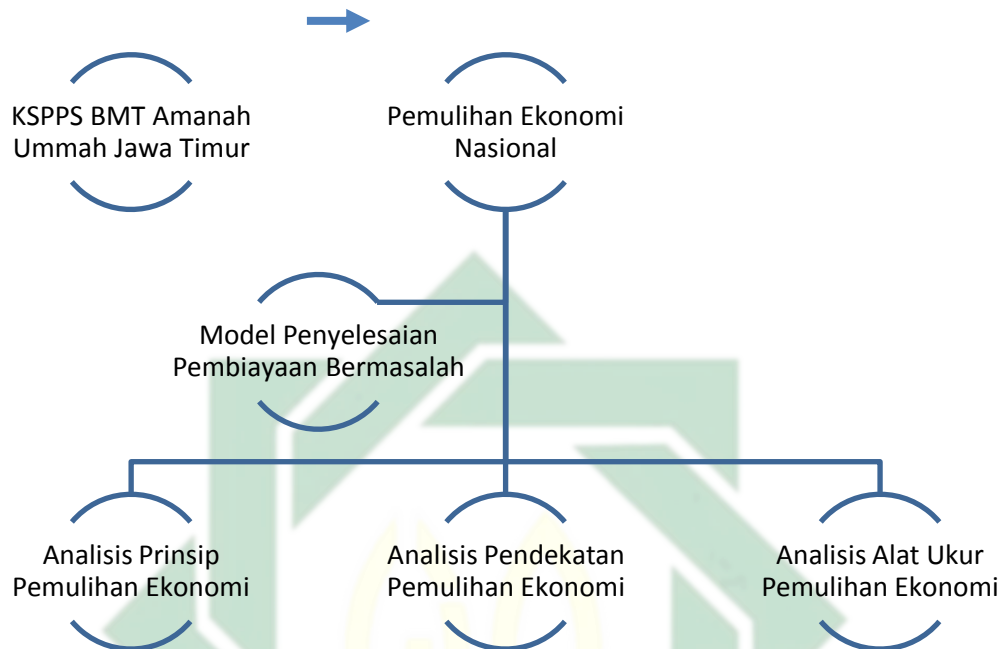 KSPPS BMT Amanah
Ummah Jawa Timur
Pemulihan Ekonomi
Nasional
Model Penyelesaian
Pembiayaan Bermasalah
Analisis Prinsip
Pemulihan Ekonomi
Analisis Pendekatan
Pemulihan Ekonomi
Analisis Alat Ukur
Pemulihan Ekonomi